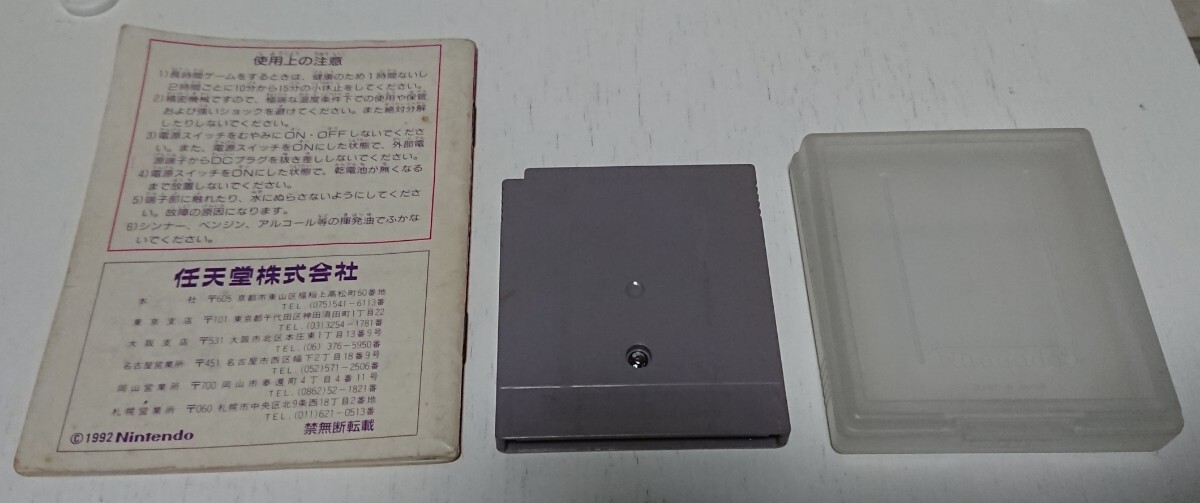 使用上の注意
1)長時間ゲームをするときは、健康のため1時間ないし
2時間ごとに10分から15分の小休止をしてください。
2)精密機械ですので、極端な温度条件下での使用や保管
および強いショックを避けてください。また絶対分解
したりしないでください。
3)電源スイッチをむやみにON・OFFしないでくださ
い。また、電源スイッチをONにした状態で、外部電
源端子からDCプラグを抜き差ししないでください。
4)電源スイッチをONにした状態で、乾電池が無くなる
まで放置しないでください。
5)端子部に触れたり、水にぬらさないようにしてくださ
い。故障の原因になります。
6)シンナー、ベンジン、アルコール等の揮発油でふかな
いでください。
任天堂株式会社
本社 〒605 京都市東山区福稲上高松町60番地
TEL.(075)541-6113番
東京支店 〒101 東京都千代田区神田須田町1丁目22
TEL.(03)3254-1781番
大阪支店 〒531 大阪市北区本庄東1丁目13番9号
TEL.(06)376-5950番
名古屋営業所 〒451 名古屋市西区幅下2丁目18番9号
TEL.(052)571-2506番
岡山営業所 〒700 岡山市奉還町4丁目4番11号
TEL.(0862)52-1821番
札幌営業所 〒060 札幌市中央区北9条西18丁目2番地
TEL.(011)621-0513番
©1992 Nintendo 禁無断転載